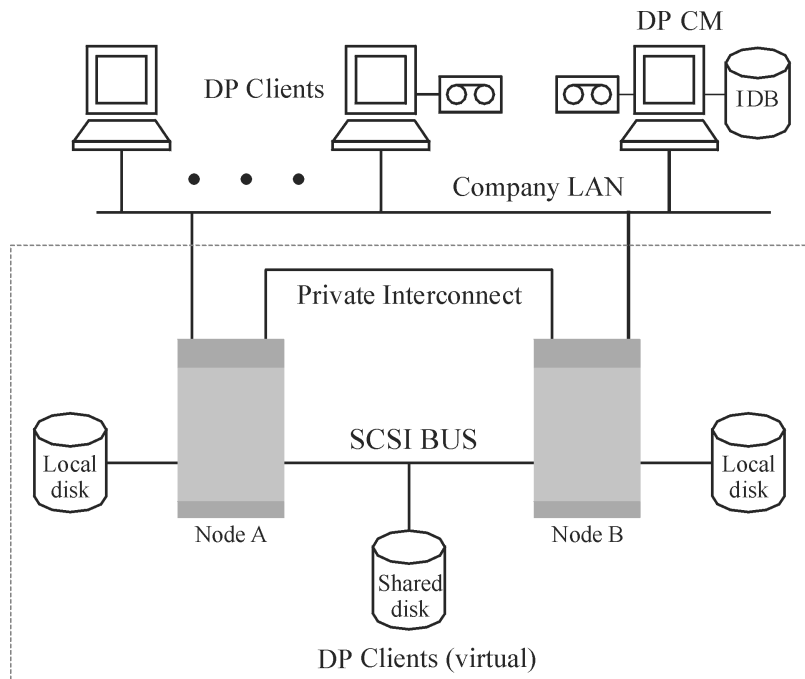 DP CM
DP Clients
IDB
Company LAN
Private Interconnect
SCSI BUS
Local
disk
Local
disk
Node A
Node B
Shared
disk
DP Clients (virtual)